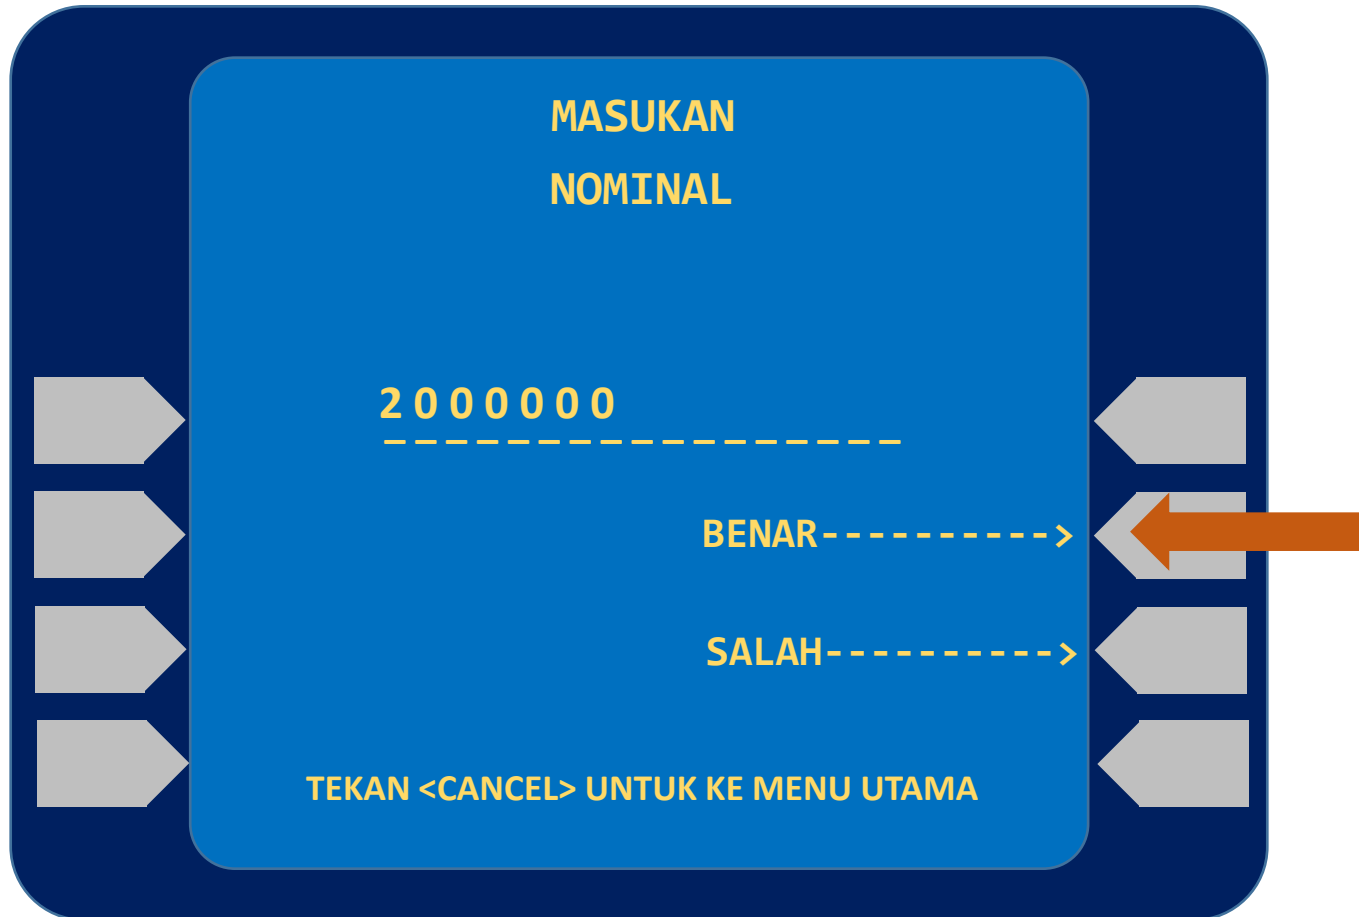 MASUKAN
NOMINAL
2000000
-----------------
BENAR---------->
SALAH---------->
TEKAN <CANCEL> UNTUK KE MENU UTAMA